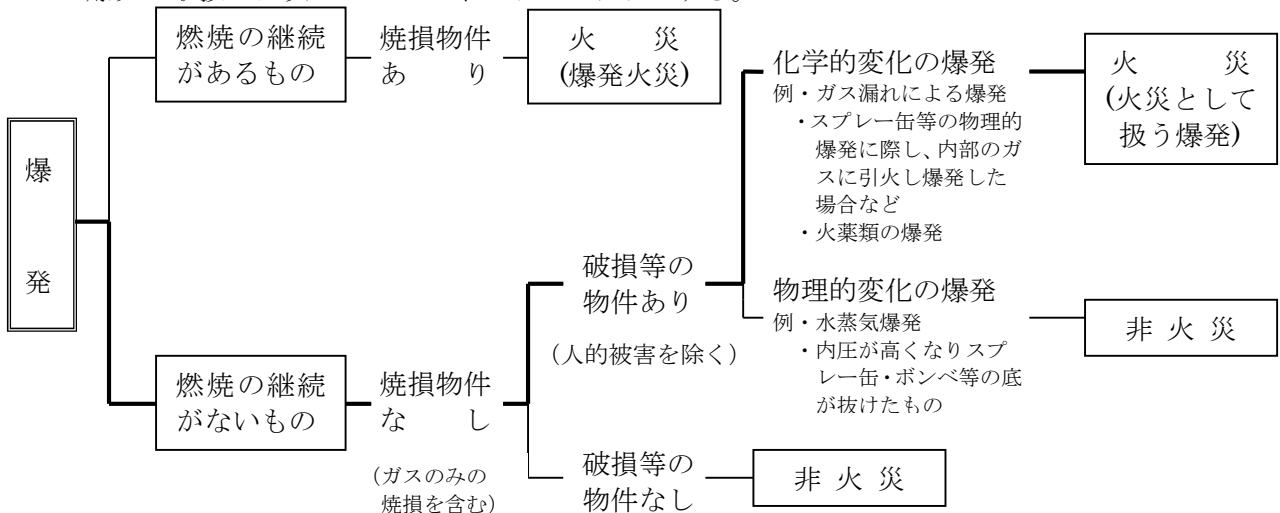 爆
発
燃焼の継続
があるもの
焼損物件
あ り
火 災
(爆発火災)
燃焼の継続
がないもの
焼損物件
な し
(ガスのみの
焼損を含む)
破損等の
物件あり
(人的被害を除く)
化学的変化の爆発
例・ガス漏れによる爆発
・スプレー缶等の物理的
爆発に際し、内部のガ
スに引火し爆発した
場合など
・火薬類の爆発
火 災
(火災として
扱う爆発)
物理的変化の爆発
例・水蒸気爆発
・内圧が高くなりスプ
レー缶・ボンベ等の底
が抜けたもの
非 火 災
破損等の
物件なし
非 火 災